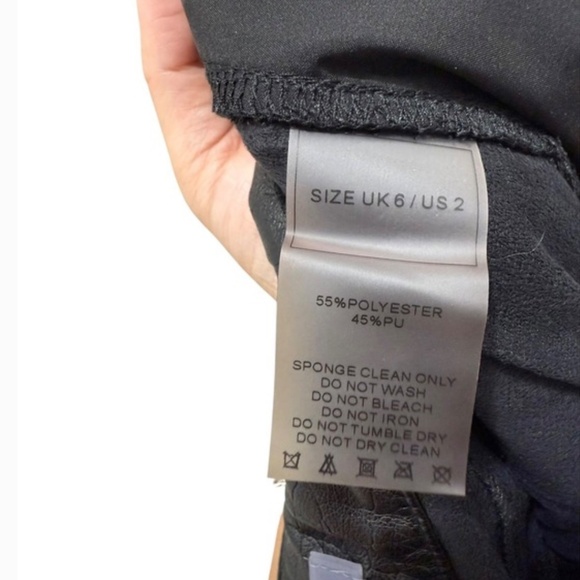 SIZE UK 6 / US 2
55%POLYESTER
45%PU
SPONGE CLEAN ONLY
DO NOT WASH
DO NOT BLEACH
DO NOT IRON
DO NOT TUMBLE DRY
DO NOT DRY CLEAN